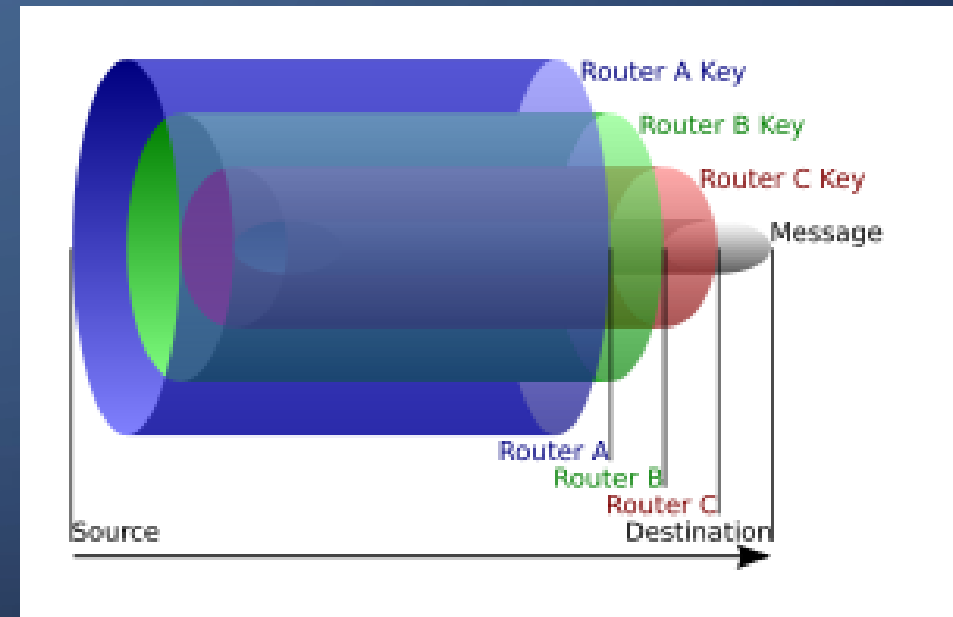 Router A Key
Router B Key
Router C Key
Message
Router A
Router B
Router C
Source
Destination